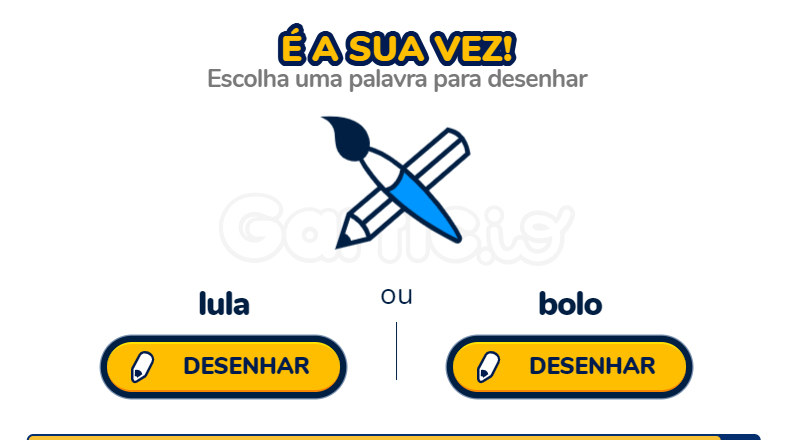 É A SUA VEZ!
Escolha uma palavra para desenhar
Gartic.io
lula
ou
bolo
DESENHAR
DESENHAR